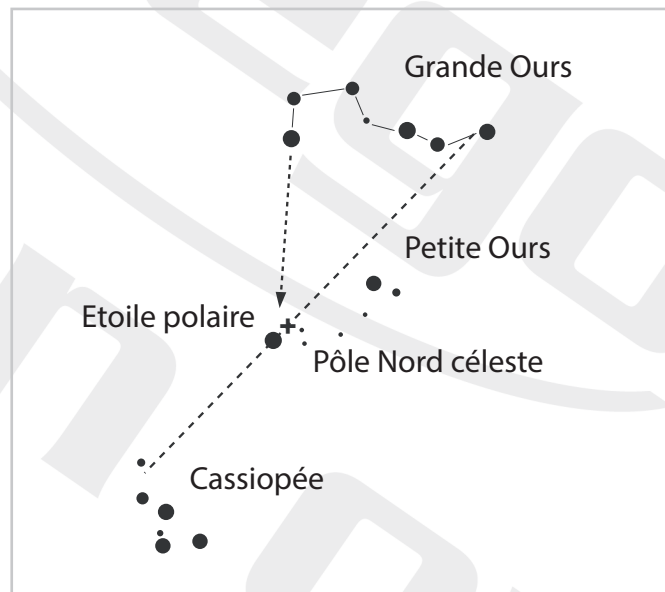 Grande Ours
Petite Ours
Etoile polaire
Pôle Nord céleste
Cassiopée